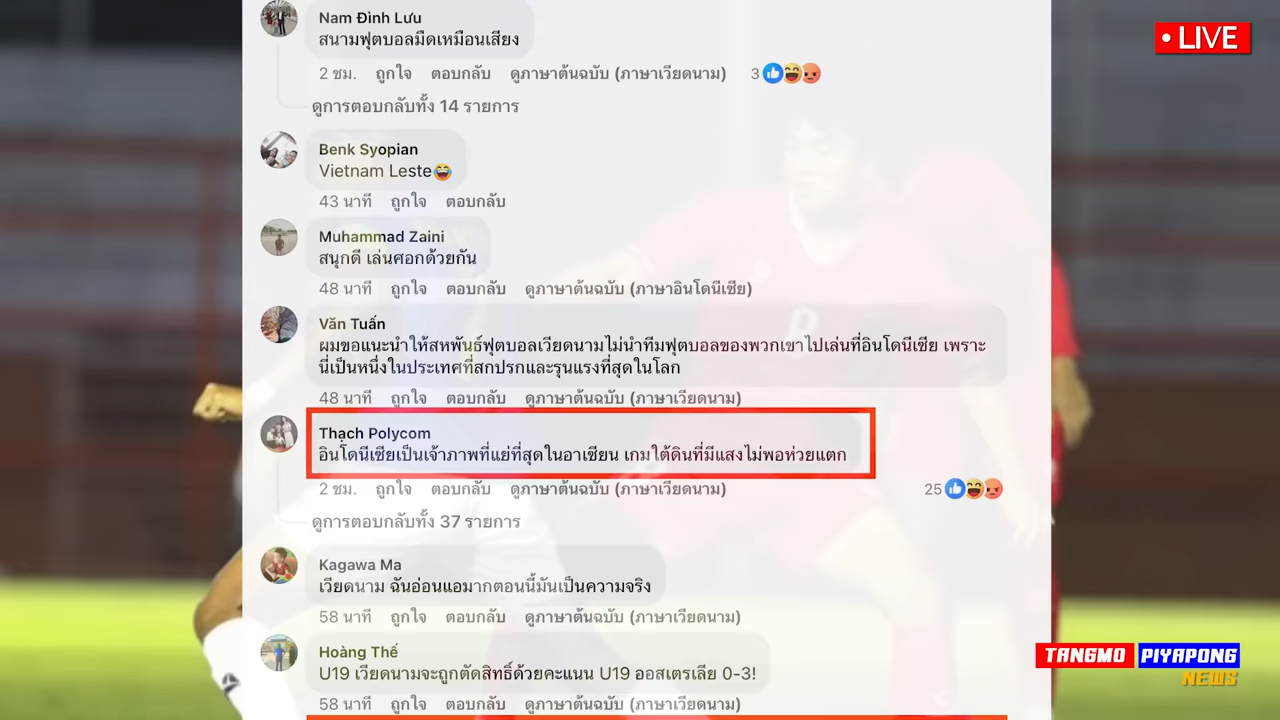 Nam Đình Lưu
สนามฟุตบอลมืดเหมือนเสียง
2 ชม. ถูกใจ ตอบกลับ ดูภาษาต้นฉบับ (ภาษาเวียดนาม) 3
ดูการตอบกลับทั้ง 14 รายการ
Benk Syopian
Vietnam Leste😂
43 นาที ถูกใจ ตอบกลับ
Muhammad Zaini
สนุกดี เล่นศอกด้วยกัน
48 นาที ถูกใจ ตอบกลับ ดูภาษาต้นฉบับ (ภาษาอินโดนีเซีย)
Văn Tuấn
ผมขอแนะนำให้สหพันธ์ฟุตบอลเวียดนามไม่นำทีมฟุตบอลของพวกเขาไปเล่นที่อินโดนีเซีย เพราะ
นี่เป็นหนึ่งในประเทศที่สกปรกและรุนแรงที่สุดในโลก
48 นาที ถูกใจ ตอบกลับ ดูภาษาต้นฉบับ (ภาษาเวียดนาม)
Thạch Polycom
อินโดนีเซียเป็นเจ้าภาพที่แย่ที่สุดในอาเซียน เกมใต้ดินที่มีแสงไม่พอห่วยแตก
2 ชม. ถูกใจ ตอบกลับ ดูภาษาต้นฉบับ (ภาษาเวียดนาม) 25
ดูการตอบกลับทั้ง 37 รายการ
Kagawa Ma
เวียดนาม ฉันอ่อนแอมากตอนนี้มันเป็นความจริง
58 นาที ถูกใจ ตอบกลับ ดูภาษาต้นฉบับ (ภาษาเวียดนาม)
Hoàng Thế
U19 เวียดนามจะถูกตัดสิทธิ์ด้วยคะแนน U19 ออสเตรเลีย 0-3!
58 นาที ถูกใจ ตอบกลับ ดูภาษาต้นฉบับ (ภาษาเวียดนาม)
• LIVE
TANGMO PIYAPONG
NEWS